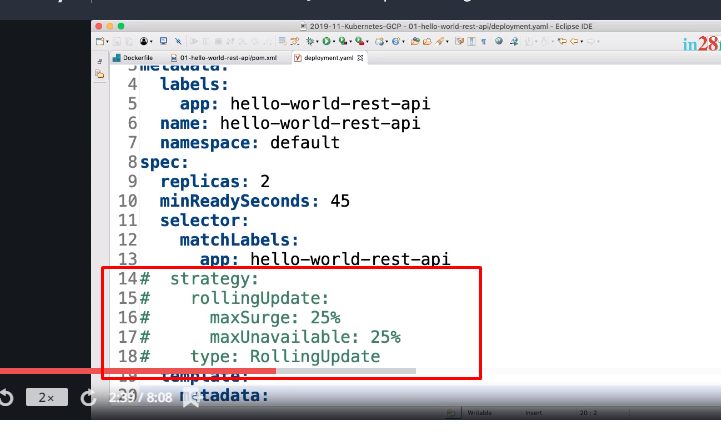 2019-11-Kubernetes-GCP - 01-hello-world-rest-api/deployment.yaml - Eclipse IDE
in28
Dockerfile 01-hello-world-rest-api/pom.xml deployment.yaml
3 metadata:
4 labels:
5 app: hello-world-rest-api
6 name: hello-world-rest-api
7 namespace: default
8 spec:
9 replicas: 2
10 minReadySeconds: 45
11 selector:
12 matchLabels:
13 app: hello-world-rest-api
14 # strategy:
15 # rollingUpdate:
16 # maxSurge: 25%
17 # maxUnavailable: 25%
18 # type: RollingUpdate
19 template:
20 metadata:
2x 2:39 / 8:08
Writable Insert 20 : 2